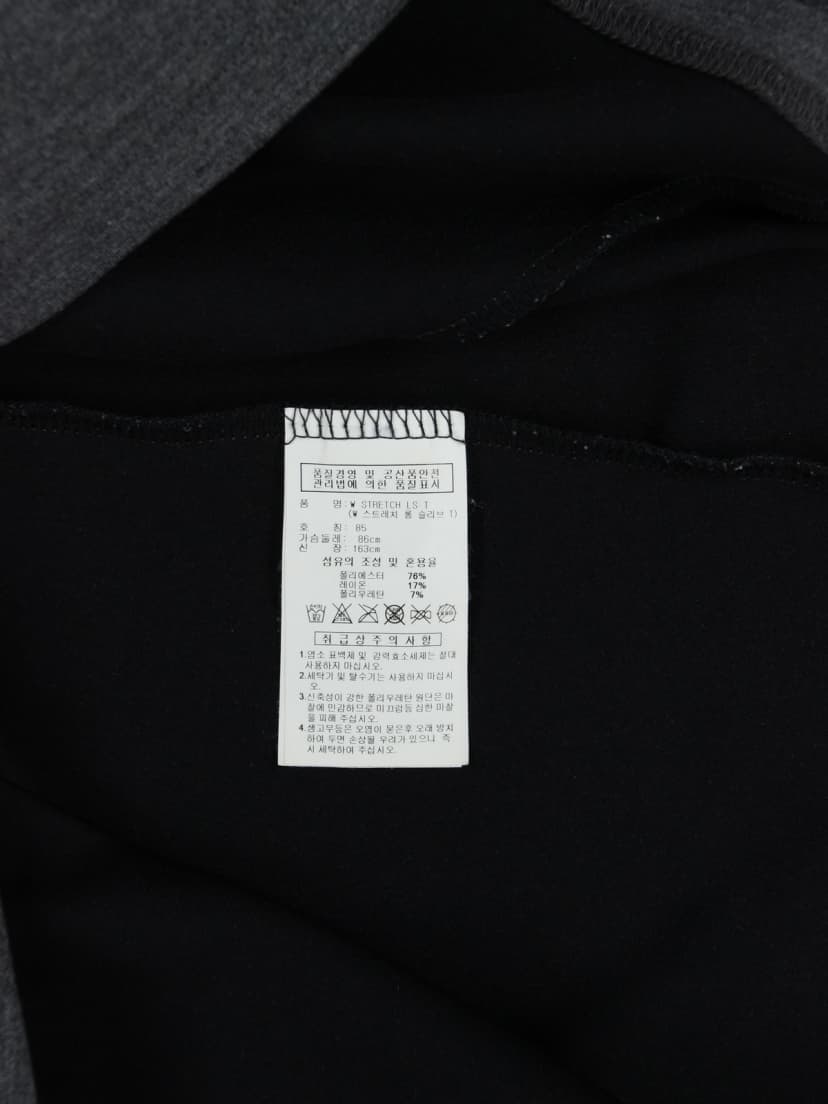 품질경영 및 공산품안전
관리법에 의한 품질표시
품 명: W STRETCH LS T
(W 스트레치 롱 슬리브 T)
호 칭: 85
가슴둘레: 86cm
신 장: 163cm
섬유의 조성 및 혼용율
폴리에스터 76%
레이온 17%
폴리우레탄 7%
취급상주의사항
1.염소 표백제 및 강력효소세제는 절대
사용하지 마십시오.
2.세탁기 및 탈수기는 사용하지 마십시
오.
3.신축성이 강한 폴리우레탄 원단은 마
찰에 민감하므로 미끄럼등 심한 마찰
을 피해 주십시오.
4.생고무등은 오염이 묻은후 오래 방치
하여 두면 손상될 우려가 있으니 즉
시 세탁하여 주십시오.